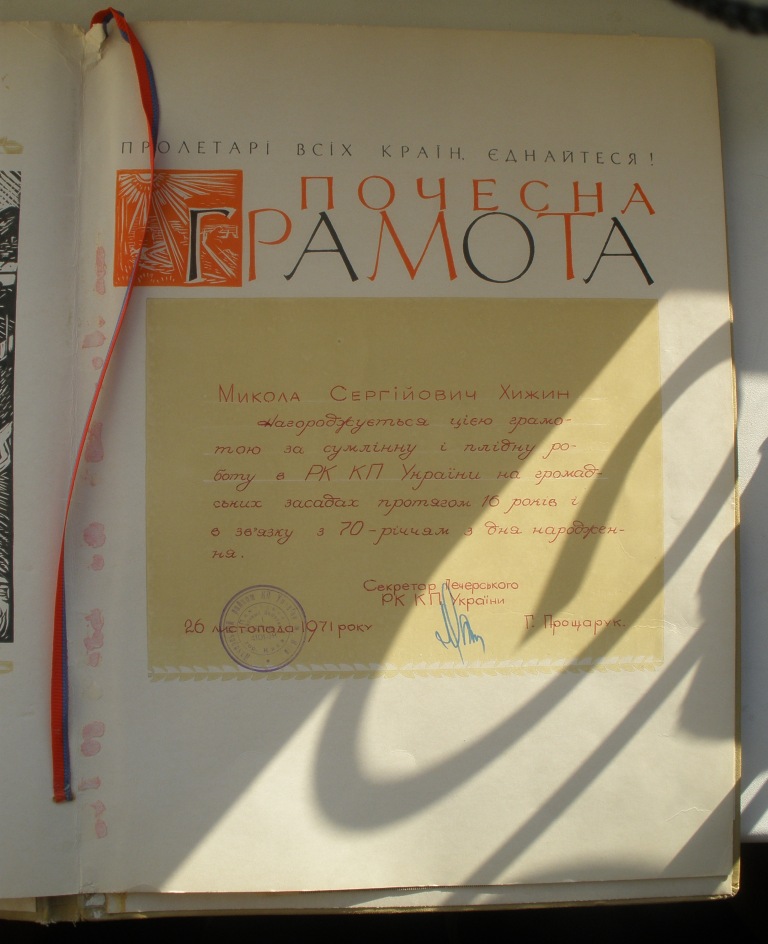 ПРОЛЕТАРІ ВСІХ КРАЇН, ЄДНАЙТЕСЯ!
ПОЧЕСНА
ГРАМОТА
Микола Сергійович Хижин
нагороджується цією грамо-
тою за сумлінну і плідну ро-
боту в РК КП України на громад-
ських засадах протягом 16 років і
в зв'язку з 70-річчям з дня народжен-
ня.
Секретар Печерського
РК КП України
26 листопада 1971 року Г. Прощарук.